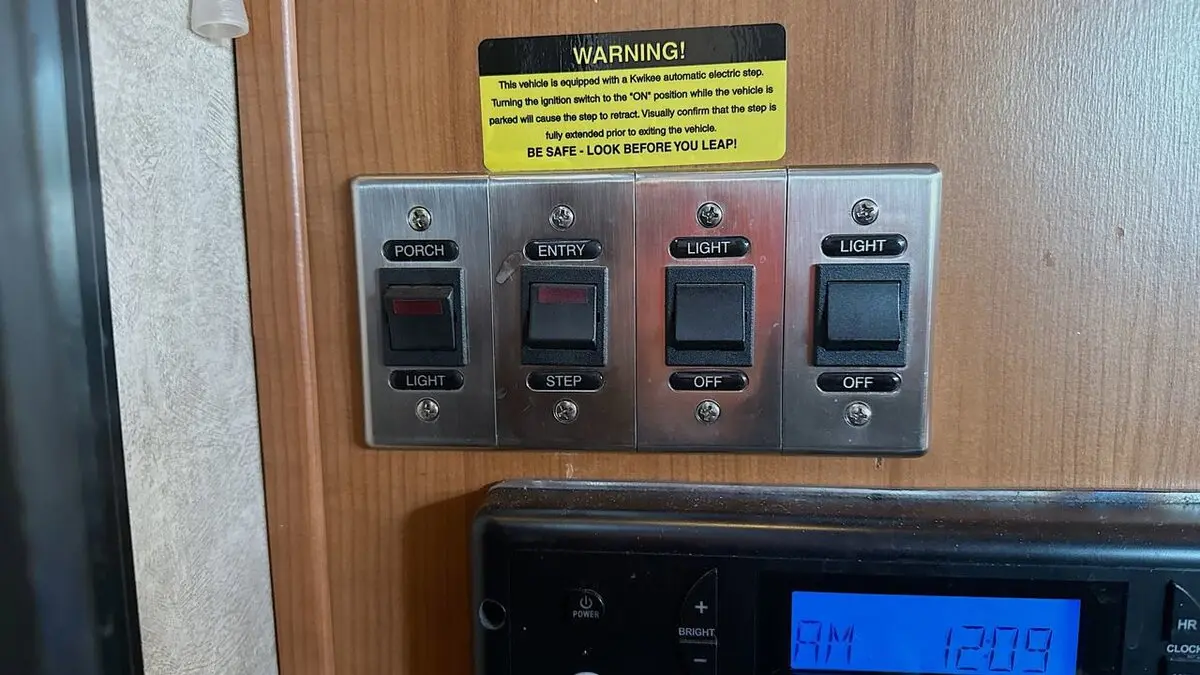 WARNING!
This vehicle is equipped with a Kwikee automatic electric step.
Turning the ignition switch to the "ON" position while the vehicle is
parked will cause the step to retract. Visually confirm that the step is
fully extended prior to exiting the vehicle.
BE SAFE - LOOK BEFORE YOU LEAP!
PORCH
LIGHT
ENTRY
STEP
LIGHT
OFF
LIGHT
OFF
POWER
+
BRIGHT
−
AM 12:09
HR
CLOCK